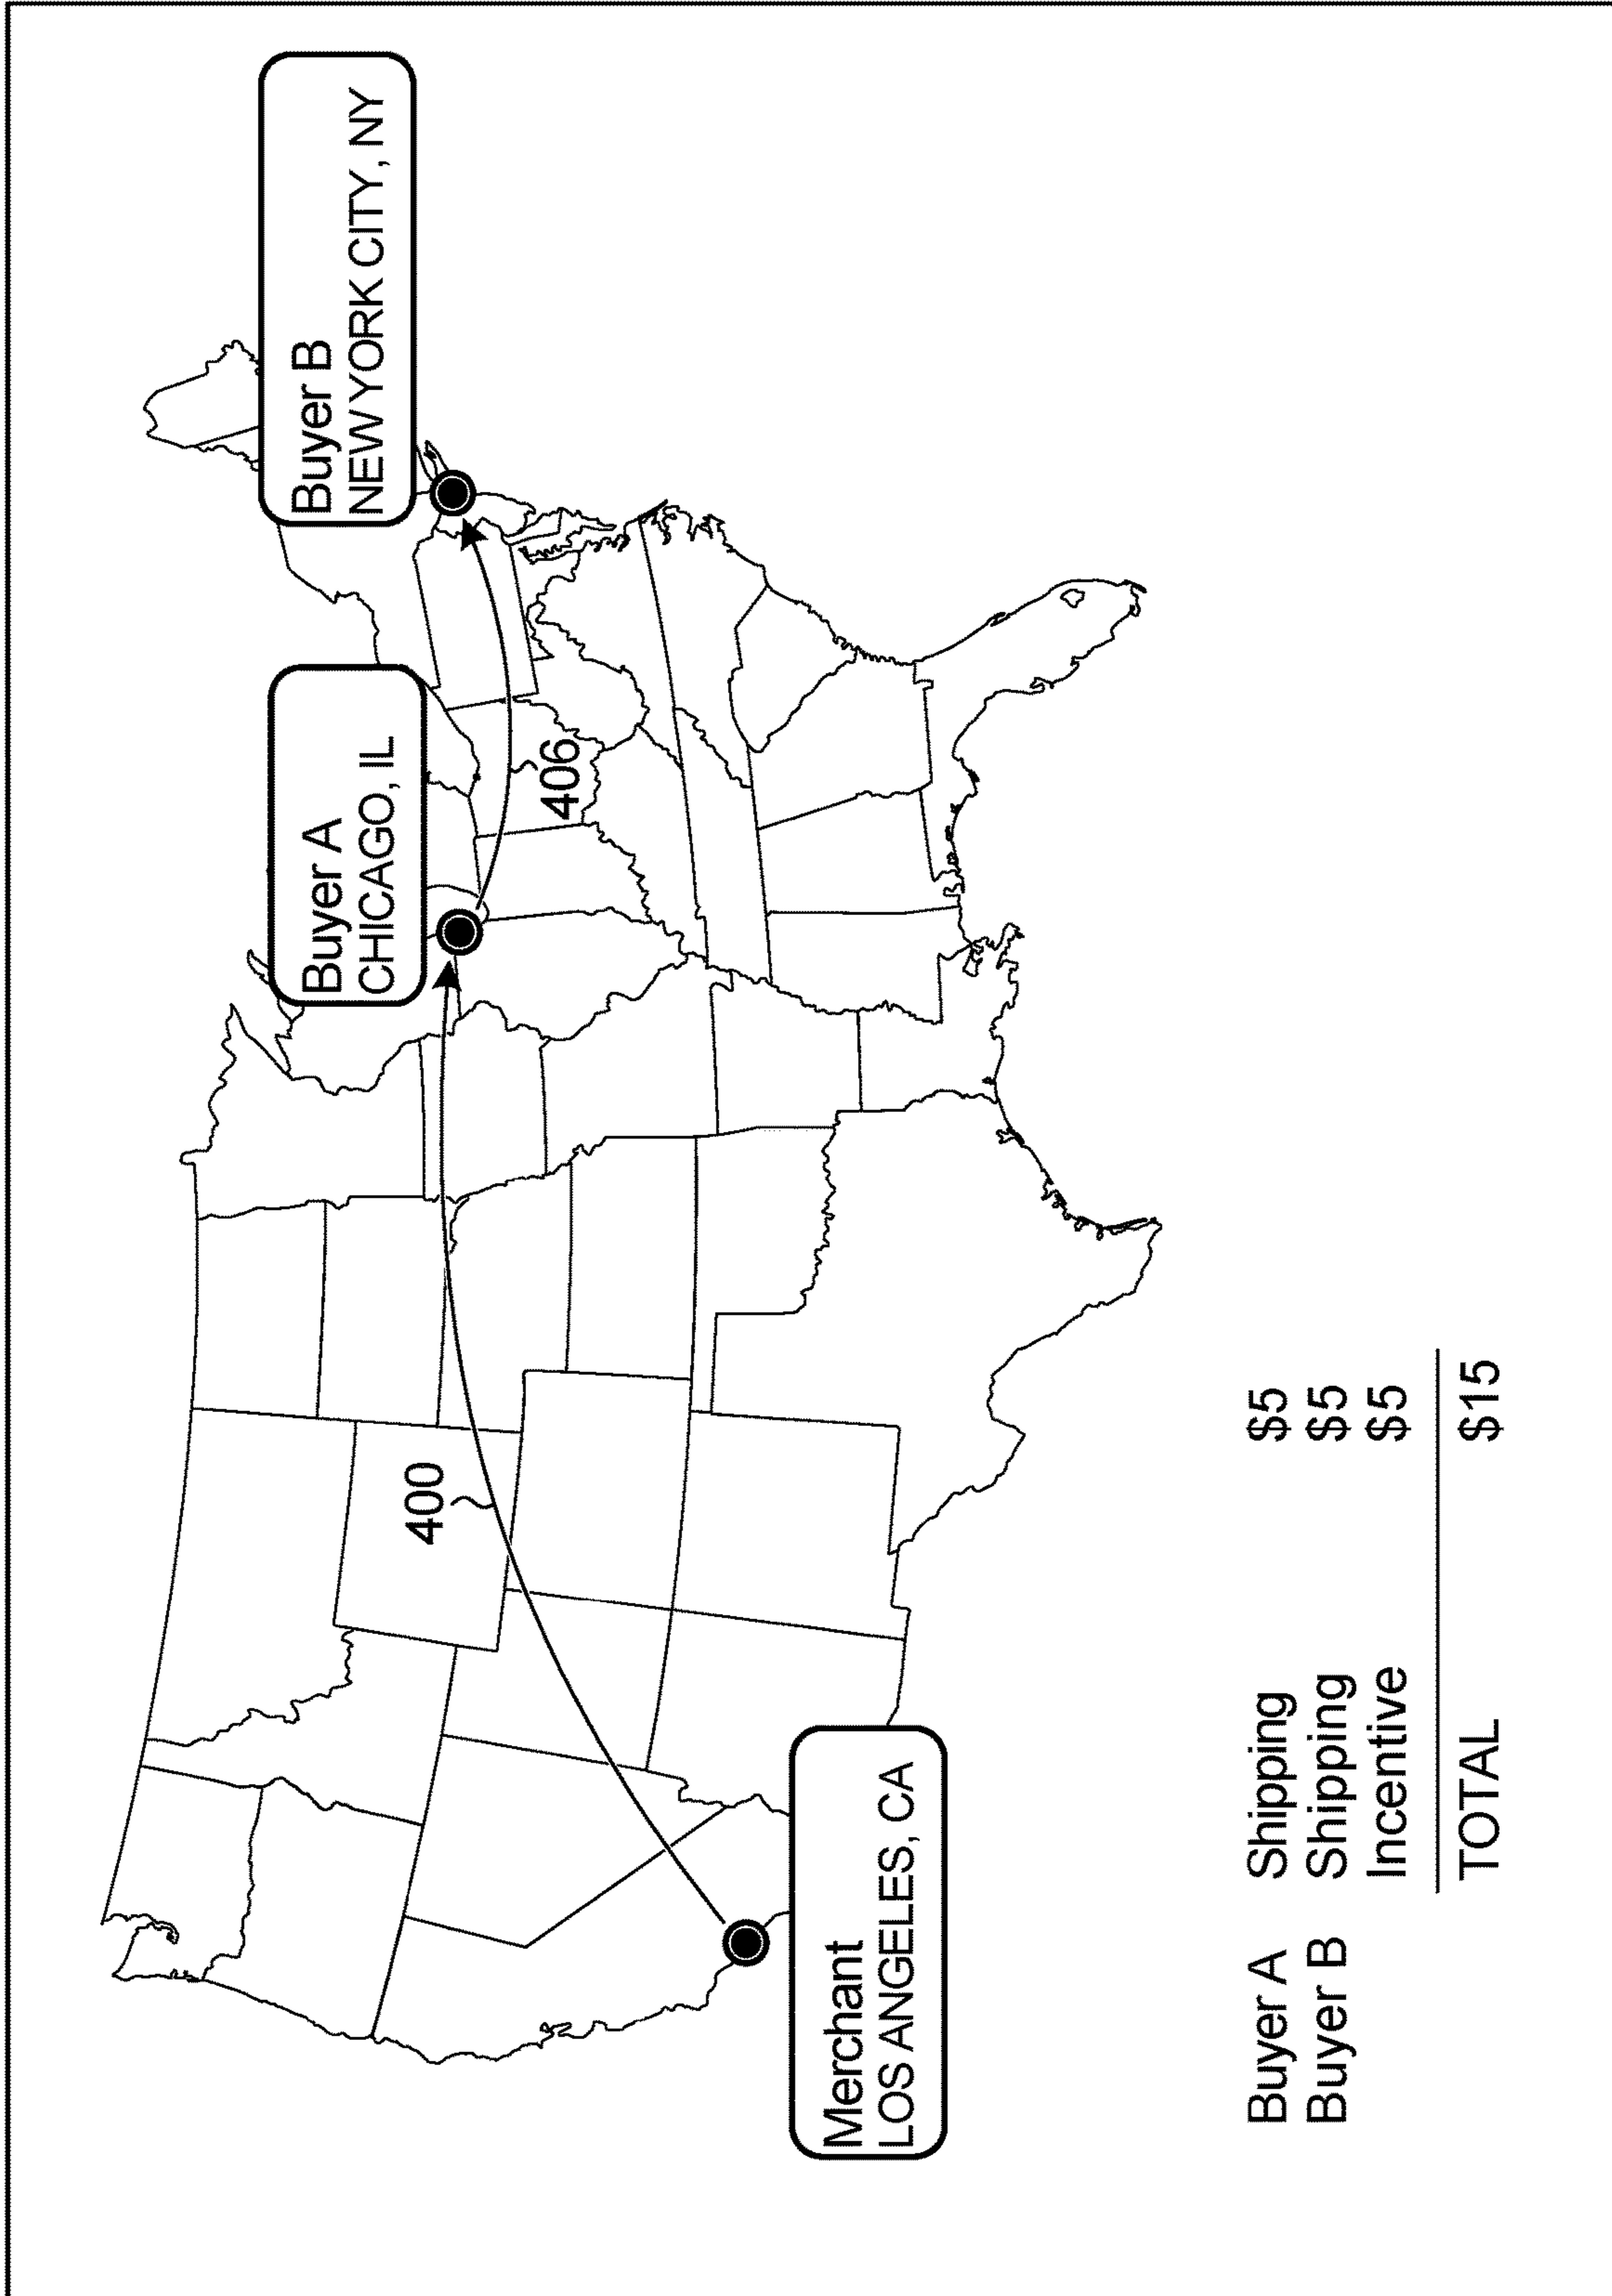 Buyer B
NEW YORK CITY, NY
Buyer A
CHICAGO, IL
406
400
Merchant
LOS ANGELES, CA
Buyer A Shipping $5
Buyer B Shipping $5
Incentive $5
TOTAL $15